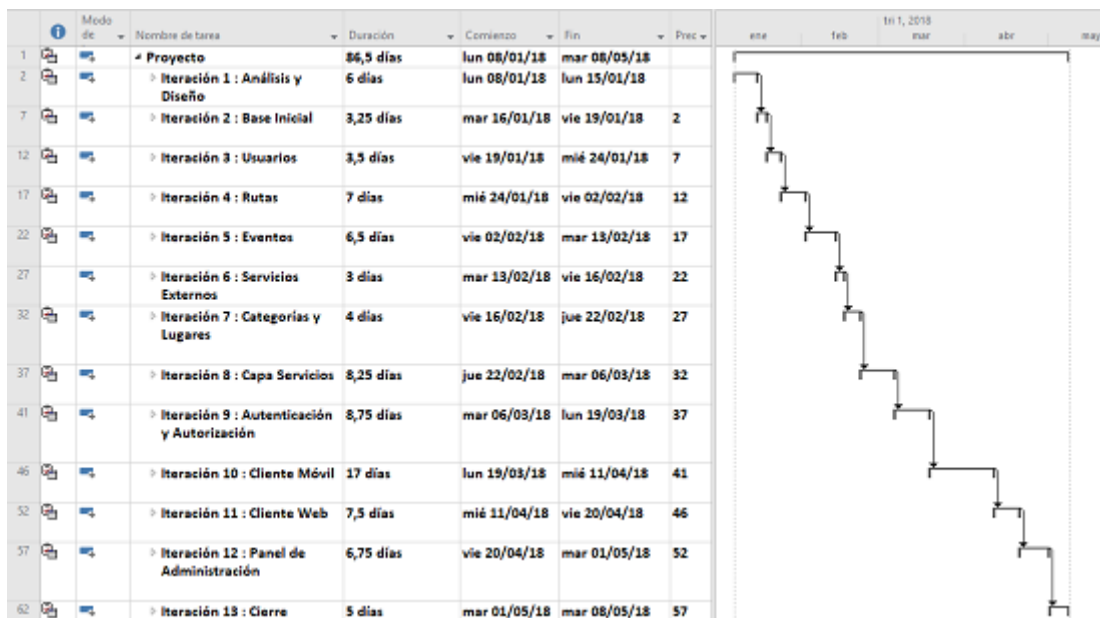 Modo de Nombre de tarea Duración Comienzo Fin Prec
tri 1, 2018
ene feb mar abr may
1 Proyecto 86,5 días lun 08/01/18 mar 08/05/18
2 Iteración 1 : Análisis y 6 días lun 08/01/18 lun 15/01/18
Diseño
7 Iteración 2 : Base Inicial 3,25 días mar 16/01/18 vie 19/01/18 2
12 Iteración 3 : Usuarios 3,5 días vie 19/01/18 mié 24/01/18 7
17 Iteración 4 : Rutas 7 días mié 24/01/18 vie 02/02/18 12
22 Iteración 5 : Eventos 6,5 días vie 02/02/18 mar 13/02/18 17
27 Iteración 6 : Servicios 3 días mar 13/02/18 vie 16/02/18 22
Externos
32 Iteración 7 : Categorías y 4 días vie 16/02/18 jue 22/02/18 27
Lugares
37 Iteración 8 : Capa Servicios 8,25 días jue 22/02/18 mar 06/03/18 32
41 Iteración 9 : Autenticación 8,75 días mar 06/03/18 lun 19/03/18 37
y Autorización
46 Iteración 10 : Cliente Móvil 17 días lun 19/03/18 mié 11/04/18 41
52 Iteración 11 : Cliente Web 7,5 días mié 11/04/18 vie 20/04/18 46
57 Iteración 12 : Panel de 6,75 días vie 20/04/18 mar 01/05/18 52
Administración
62 Iteración 13 : Cierre 5 días mar 01/05/18 mar 08/05/18 57